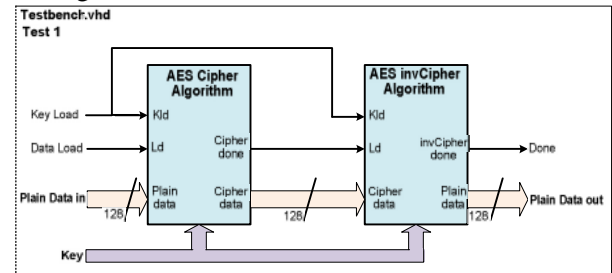 Testbench.vhd
Test 1
AES Cipher
Algorithm
AES invCipher
Algorithm
Key Load
Kld
Kld
Data Load
Ld
Cipher
done
Ld
invCipher
done
Done
Plain Data in
128
Plain
data
Cipher
data
128
Cipher
data
Plain
data
128
Plain Data out
Key